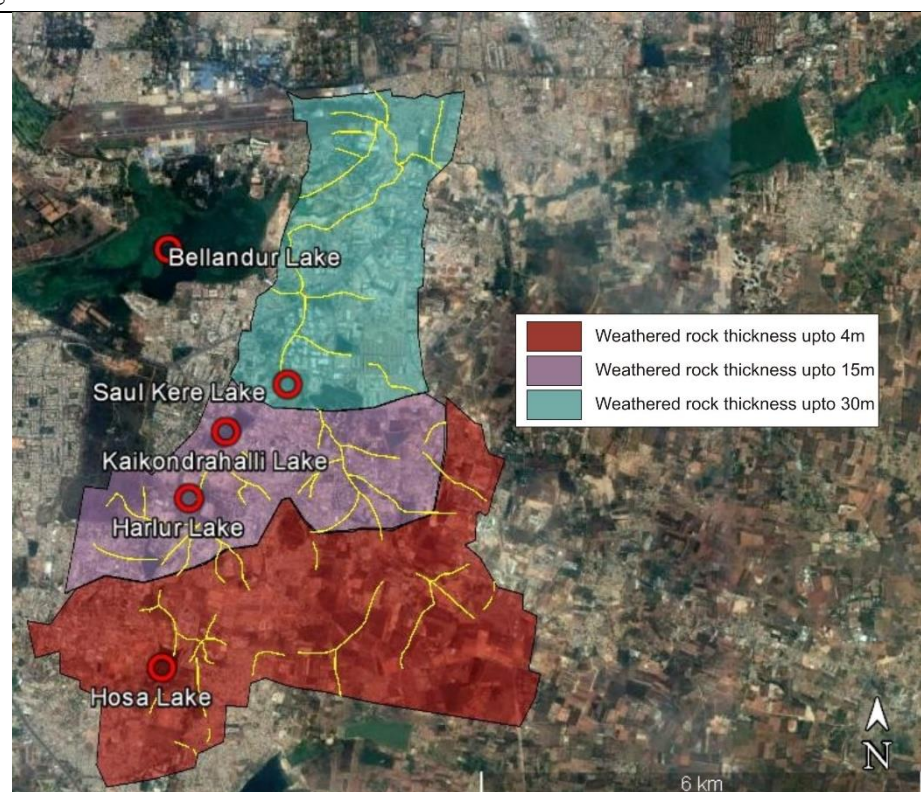 Bellandur Lake
Saul Kere Lake
Kaikondrahalli Lake
Harlur Lake
Hosa Lake
Weathered rock thickness upto 4m
Weathered rock thickness upto 15m
Weathered rock thickness upto 30m
N
6 km